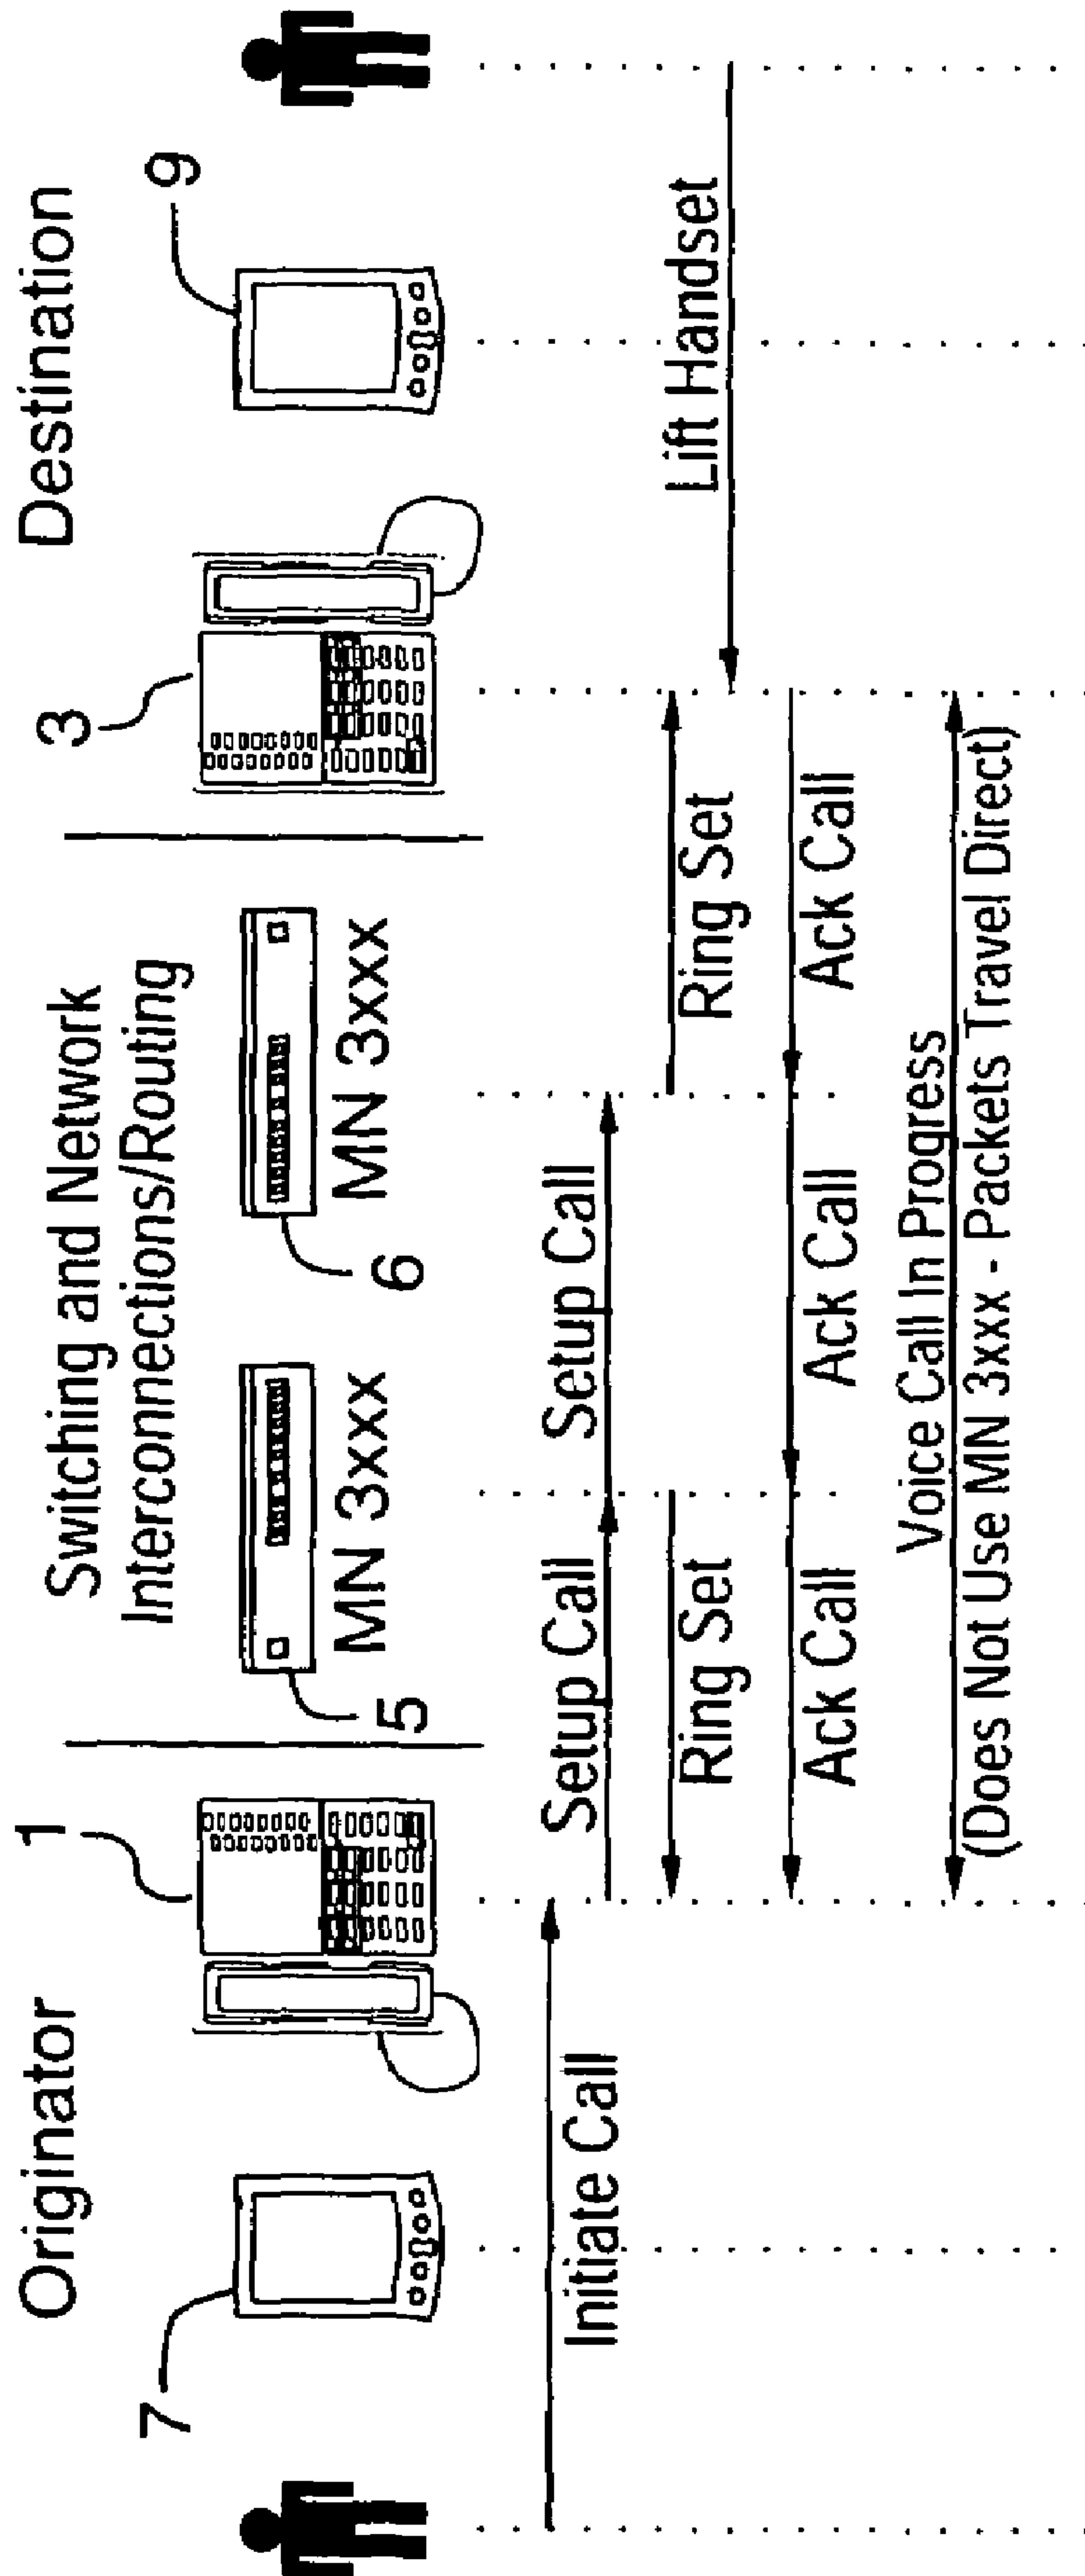 Originator
Switching and Network
Interconnections/Routing
Destination
7
1
5
6
3
9
MN 3xxx
MN 3xxx
Initiate Call
Setup Call
Setup Call
Ring Set
Ring Set
Lift Handset
Ack Call
Ack Call
Ack Call
Voice Call In Progress
(Does Not Use MN 3xxx - Packets Travel Direct)